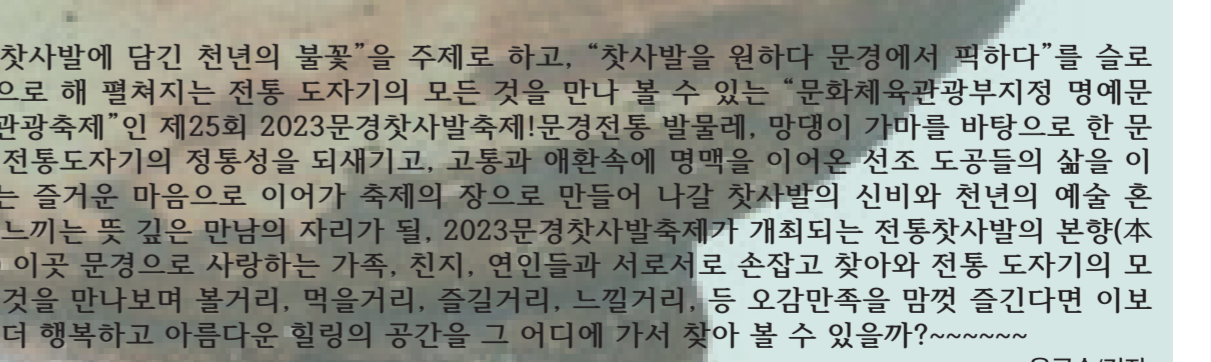 찻사발에 담긴 천년의 불꽃”을 주제로 하고, “찻사발을 원하다 문경에서 픽하다”를 슬로
으로 해 펼쳐지는 전통 도자기의 모든 것을 만나 볼 수 있는 “문화체육관광부지정 명예문
관광축제”인 제25회 2023문경찻사발축제!문경전통 발물레, 망댕이 가마를 바탕으로 한 문
전통도자기의 정통성을 되새기고, 고통과 애환속에 명맥을 이어온 선조 도공들의 삶을 이
는 즐거운 마음으로 이어가 축제의 장으로 만들어 나갈 찻사발의 신비와 천년의 예술 혼
느끼는 뜻 깊은 만남의 자리가 될, 2023문경찻사발축제가 개최되는 전통찻사발의 본향(本
이곳 문경으로 사랑하는 가족, 친지, 연인들과 서로서로 손잡고 찾아와 전통 도자기의 모
것을 만나보며 볼거리, 먹을거리, 즐길거리, 느낄거리, 등 오감만족을 맘껏 즐긴다면 이보
더 행복하고 아름다운 힐링의 공간을 그 어디에 가서 찾아 볼 수 있을까?~~~~~~